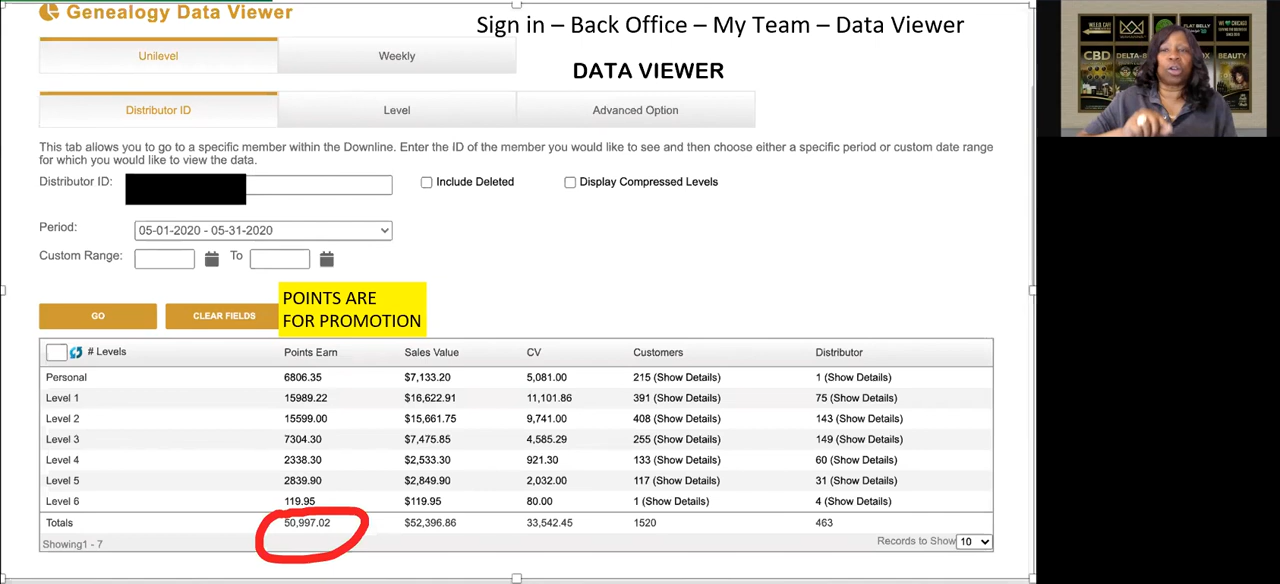 Genealogy Data Viewer
Sign in – Back Office – My Team – Data Viewer
Unilevel Weekly
DATA VIEWER
Distributor ID Level Advanced Option
This tab allows you to go to a specific member within the Downline. Enter the ID of the member you would like to see and then choose either a specific period or custom date range
for which you would like to view the data.
Distributor ID: Include Deleted Display Compressed Levels
Period: 05-01-2020 - 05-31-2020
Custom Range: To
POINTS ARE
FOR PROMOTION
GO CLEAR FIELDS
# Levels Points Earn Sales Value CV Customers Distributor
Personal 6806.35 $7,133.20 5,081.00 215 (Show Details) 1 (Show Details)
Level 1 15989.22 $16,622.91 11,101.86 391 (Show Details) 75 (Show Details)
Level 2 15599.00 $15,661.75 9,741.00 408 (Show Details) 143 (Show Details)
Level 3 7304.30 $7,475.85 4,585.29 255 (Show Details) 149 (Show Details)
Level 4 2338.30 $2,533.30 921.30 133 (Show Details) 60 (Show Details)
Level 5 2839.90 $2,849.90 2,032.00 117 (Show Details) 31 (Show Details)
Level 6 119.95 $119.95 80.00 1 (Show Details) 4 (Show Details)
Totals 50,997.02 $52,396.86 33,542.45 1520 463
Showing1 - 7 Records to Show 10
CBD
BEAUTY